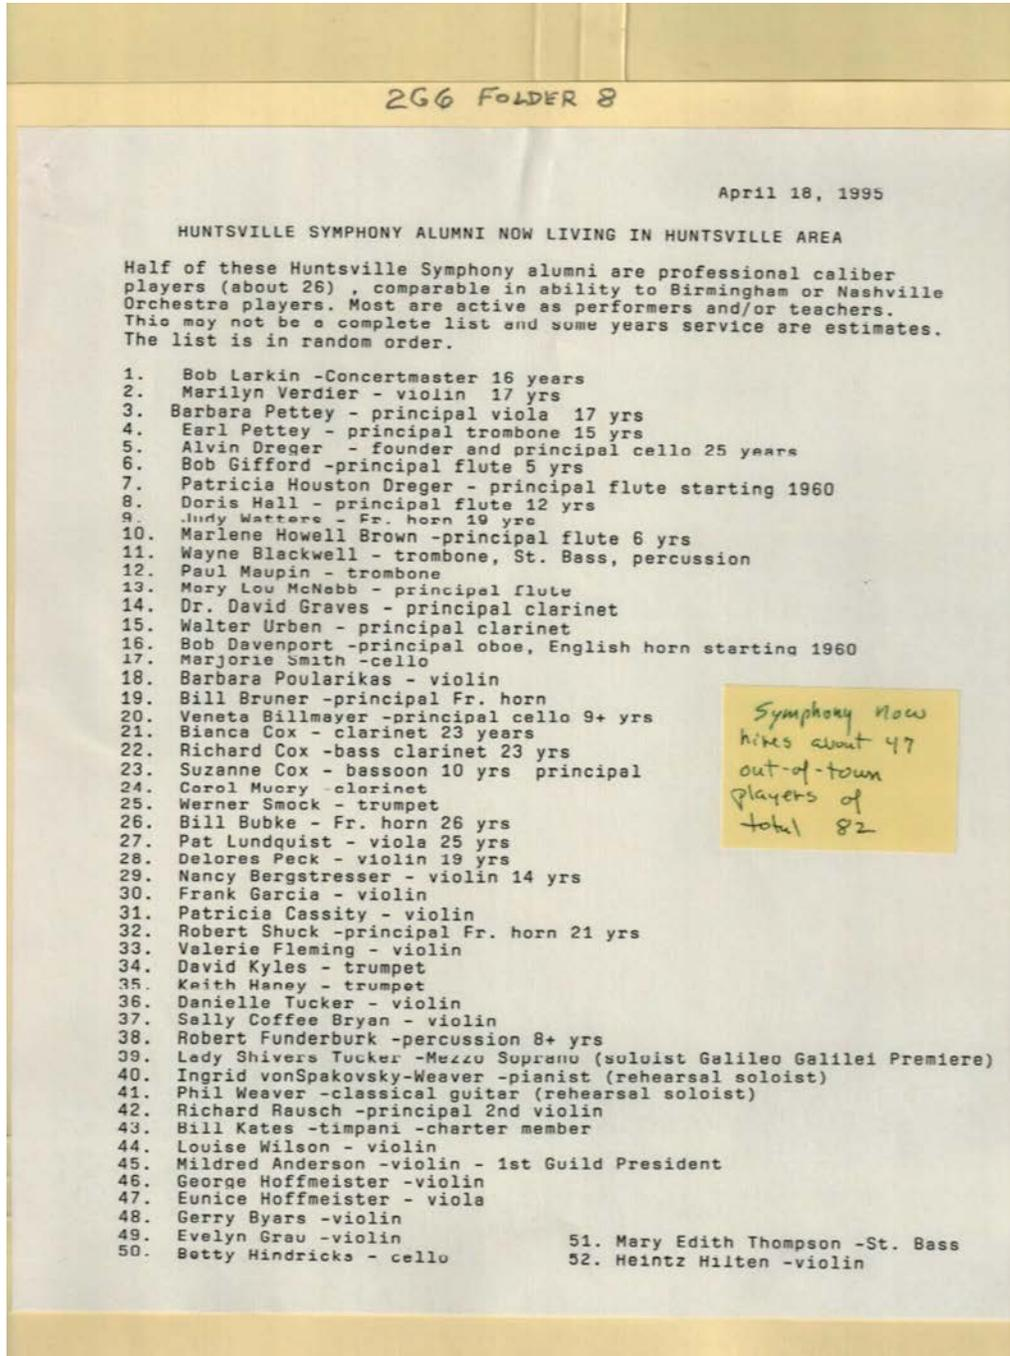 2G6 FOLDER 8
April 18, 1995
HUNTSVILLE SYMPHONY ALUMNI NOW LIVING IN HUNTSVILLE AREA
Half of these Huntsville Symphony alumni are professional caliber
players (about 26) , comparable in ability to Birmingham or Nashville
Orchestra players. Most are active as performers and/or teachers.
This may not be a complete list and some years service are estimates.
The list is in random order.
1. Bob Larkin -Concertmaster 16 years
2. Marilyn Verdier - violin 17 yrs
3. Barbara Pettey - principal viola 17 yrs
4. Earl Pettey - principal trombone 15 yrs
5. Alvin Dreger - founder and principal cello 25 years
6. Bob Gifford -principal flute 5 yrs
7. Patricia Houston Dreger - principal flute starting 1960
8. Doris Hall - principal flute 12 yrs
9. Judy Watters - Fr. horn 19 yrs
10. Marlene Howell Brown -principal flute 6 yrs
11. Wayne Blackwell - trombone, St. Bass, percussion
12. Paul Maupin - trombone
13. Mary Lou McNabb - principal flute
14. Dr. David Graves - principal clarinet
15. Walter Urben - principal clarinet
16. Bob Davenport -principal oboe, English horn starting 1960
17. Marjorie Smith -cello
18. Barbara Poularikas - violin
19. Bill Bruner -principal Fr. horn
20. Veneta Billmayer -principal cello 9+ yrs
21. Bianca Cox - clarinet 23 years
22. Richard Cox -bass clarinet 23 yrs
23. Suzanne Cox - bassoon 10 yrs principal
24. Carol Mucry -clarinet
25. Werner Smock - trumpet
26. Bill Bubke - Fr. horn 26 yrs
27. Pat Lundquist - viola 25 yrs
28. Delores Peck - violin 19 yrs
29. Nancy Bergstresser - violin 14 yrs
30. Frank Garcia - violin
31. Patricia Cassity - violin
32. Robert Shuck -principal Fr. horn 21 yrs
33. Valerie Fleming - violin
34. David Kyles - trumpet
35. Keith Haney - trumpet
36. Danielle Tucker - violin
37. Sally Coffee Bryan - violin
38. Robert Funderburk -percussion 8+ yrs
39. Lady Shivers Tucker -Mezzo Soprano (soloist Galileo Galilei Premiere)
40. Ingrid vonSpakovsky-Weaver -pianist (rehearsal soloist)
41. Phil Weaver -classical guitar (rehearsal soloist)
42. Richard Rausch -principal 2nd violin
43. Bill Kates -timpani -charter member
44. Louise Wilson - violin
45. Mildred Anderson -violin - 1st Guild President
46. George Hoffmeister -violin
47. Eunice Hoffmeister - viola
48. Gerry Byars -violin
49. Evelyn Grau -violin
50. Betty Hindricks - cello
51. Mary Edith Thompson -St. Bass
52. Heintz Hilten -violin
Symphony now
hires about 47
out-of-town
players of
total 82